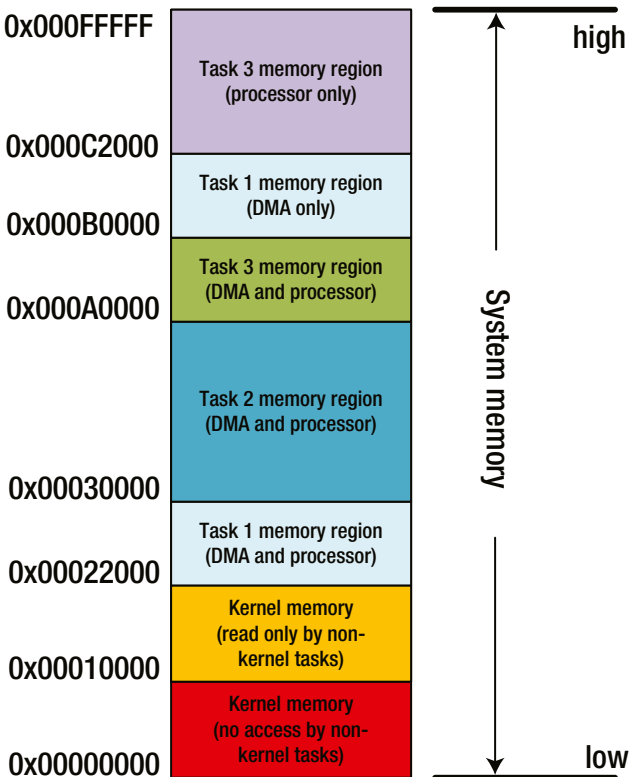 0x000FFFFF
high
Task 3 memory region
(processor only)
0x000C2000
Task 1 memory region
(DMA only)
0x000B0000
Task 3 memory region
(DMA and processor)
0x000A0000
System memory
Task 2 memory region
(DMA and processor)
0x00030000
Task 1 memory region
(DMA and processor)
0x00022000
Kernel memory
(read only by non-
kernel tasks)
0x00010000
Kernel memory
(no access by non-
kernel tasks)
0x00000000
low